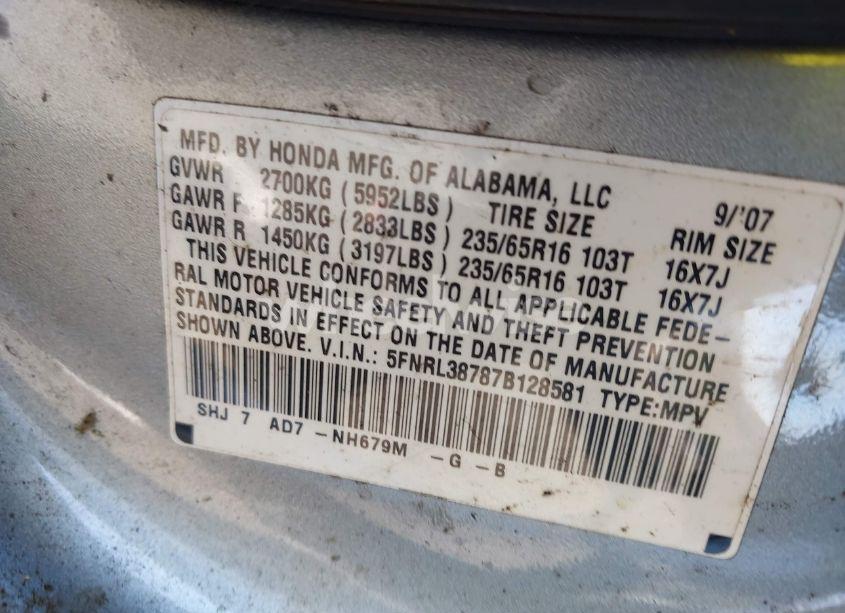 MFD. BY HONDA MFG. OF ALABAMA, LLC 9/'07
GVWR 2700KG (5952LBS) TIRE SIZE RIM SIZE
GAWR F 1285KG (2833LBS) 235/65R16 103T 16X7J
GAWR R 1450KG (3197LBS) 235/65R16 103T 16X7J
THIS VEHICLE CONFORMS TO ALL APPLICABLE FEDE-
RAL MOTOR VEHICLE SAFETY AND THEFT PREVENTION
STANDARDS IN EFFECT ON THE DATE OF MANUFACTURE
SHOWN ABOVE. V.I.N.: 5FNRL38787B128581 TYPE:MPV
SHJ 7 AD7 -NH679M -G -B